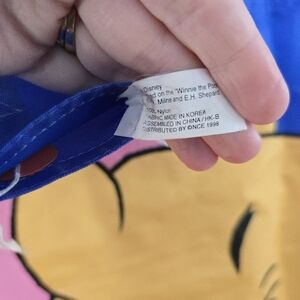 Disney
on the "Winnie the Poo
Milne and E.H. Shepard
Nylon
FABRIC MADE IN KOREA
ASSEMBLED IN CHINA/HK-B
DISTRIBUTED BY ©NCE 1998